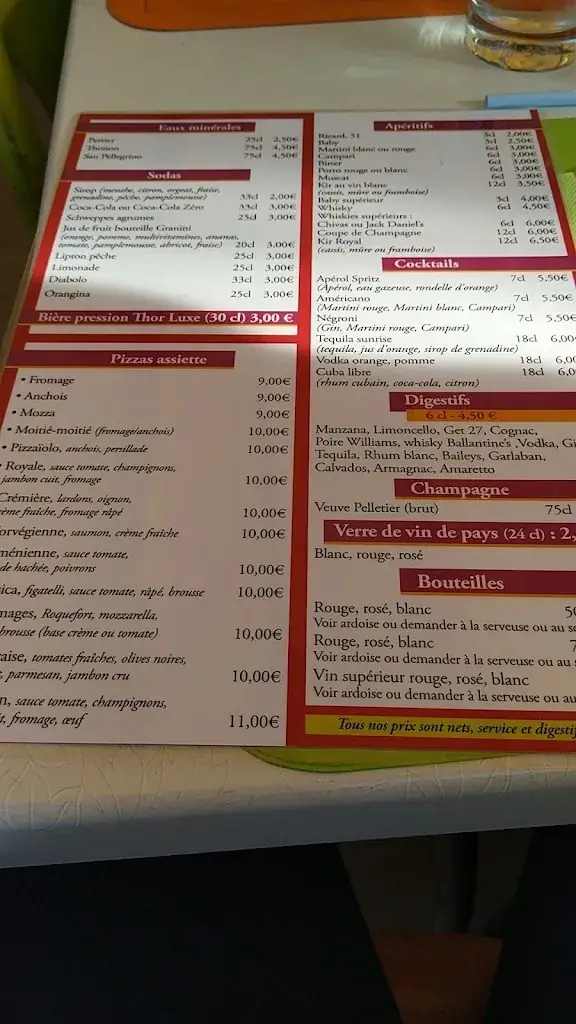 Eaux minérales
Perrier 25cl 2,50€
Thonon 75cl 4,50€
San Pellegrino 75cl 4,50€
Sodas
Sirop (menthe, citron, orgeat, fraise,
grenadine, pêche, pamplemousse) 33cl 2,00€
Coca-Cola ou Coca-Cola Zéro 33cl 3,00€
Schweppes agrumes 25cl 3,00€
Jus de fruit bouteille Granini
(orange, pomme, multivitamines, ananas,
tomate, pamplemousse, abricot, fraise) 20cl 3,00€
Lipton pêche 25cl 3,00€
Limonade 25cl 3,00€
Diabolo 33cl 3,00€
Orangina 25cl 3,00€
Bière pression Thor Luxe (30 cl) 3,00 €
Pizzas assiette
• Fromage 9,00€
• Anchois 9,00€
• Mozza 9,00€
• Moitié-moitié (fromage/anchois) 10,00€
• Pizzaïolo, anchois, persillade 10,00€
Royale, sauce tomate, champignons,
jambon cuit, fromage 10,00€
Crémière, lardons, oignon,
crème fraîche, fromage râpé 10,00€
orvégienne, saumon, crème fraîche 10,00€
ménienne, sauce tomate,
de hachée, poivrons 10,00€
ica, figatelli, sauce tomate, râpé, brousse 10,00€
mages, Roquefort, mozzarella,
brousse (base crème ou tomate) 10,00€
aise, tomates fraîches, olives noires,
, parmesan, jambon cru 10,00€
n, sauce tomate, champignons,
t, fromage, œuf 11,00€
Apéritifs
Ricard, 51 3cl 2,00€
Baby 3cl 2,50€
Martini blanc ou rouge 6cl 3,00€
Campari 6cl 3,00€
Bitter 6cl 3,00€
Porto rouge ou blanc 6cl 3,00€
Muscat 6cl 3,00€
Kir au vin blanc 12cl 3,50€
(cassis, mûre ou framboise)
Baby supérieur 3cl 4,00€
Whisky 6cl 4,50€
Whiskies supérieurs :
Chivas ou Jack Daniel's 6cl 6,00€
Coupe de Champagne 12cl 6,00€
Kir Royal 12cl 6,50€
(cassis, mûre ou framboise)
Cocktails
Apérol Spritz 7cl 5,50€
(Apérol, eau gazeuse, rondelle d'orange)
Américano 7cl 5,50€
(Martini rouge, Martini blanc, Campari)
Négroni 7cl 5,50€
(Gin, Martini rouge, Campari)
Tequila sunrise 18cl 6,00
(tequila, jus d'orange, sirop de grenadine)
Vodka orange, pomme 18cl 6,0
Cuba libre 18cl 6,0
(rhum cubain, coca-cola, citron)
Digestifs
6 cl - 4,50 €
Manzana, Limoncello, Get 27, Cognac,
Poire Williams, whisky Ballantine's ,Vodka, Gi
Tequila, Rhum blanc, Baileys, Garlaban,
Calvados, Armagnac, Amaretto
Champagne
Veuve Pelletier (brut) 75cl
Verre de vin de pays (24 cl) : 2,
Blanc, rouge, rosé
Bouteilles
Rouge, rosé, blanc 50
Voir ardoise ou demander à la serveuse ou au se
Rouge, rosé, blanc 7
Voir ardoise ou demander à la serveuse ou au
Vin supérieur rouge, rosé, blanc
Voir ardoise ou demander à la serveuse ou au
Tous nos prix sont nets, service et digestif